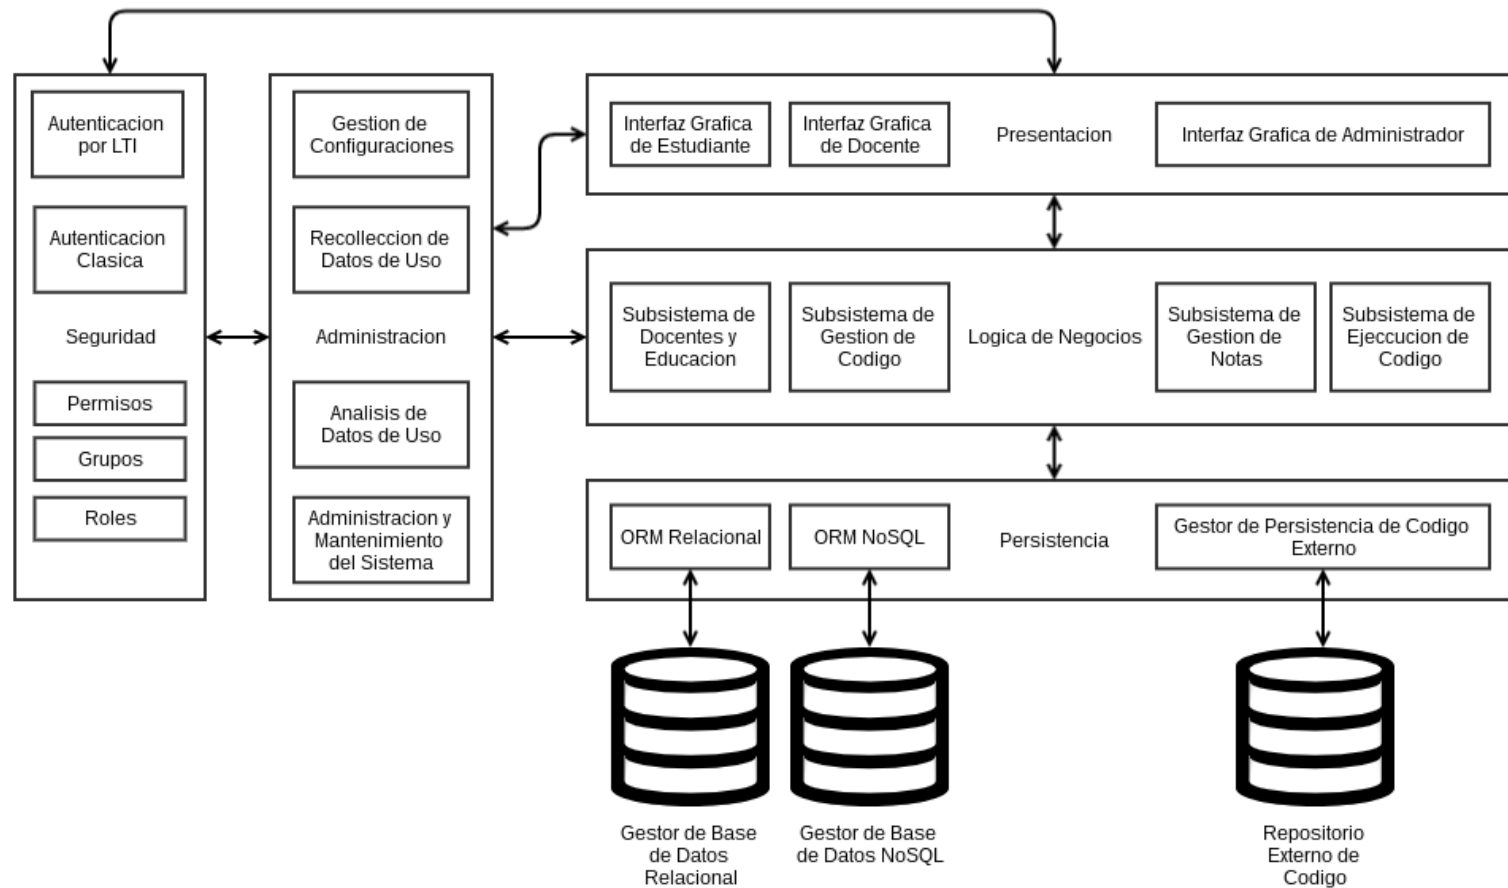 Autenticacion
por LTI
Autenticacion
Clasica
Seguridad
Permisos
Grupos
Roles
Gestion de
Configuraciones
Recolleccion de
Datos de Uso
Administracion
Analisis de
Datos de Uso
Administracion y
Mantenimiento
del Sistema
Interfaz Grafica
de Estudiante
Interfaz Grafica
de Docente
Presentacion
Interfaz Grafica de Administrador
Subsistema de
Docentes y
Educacion
Subsistema de
Gestion de
Codigo
Logica de Negocios
Subsistema de
Gestion de
Notas
Subsistema de
Ejeccucion de
Codigo
ORM Relacional
ORM NoSQL
Persistencia
Gestor de Persistencia de Codigo
Externo
Gestor de Base
de Datos
Relacional
Gestor de Base
de Datos NoSQL
Repositorio
Externo de
Codigo